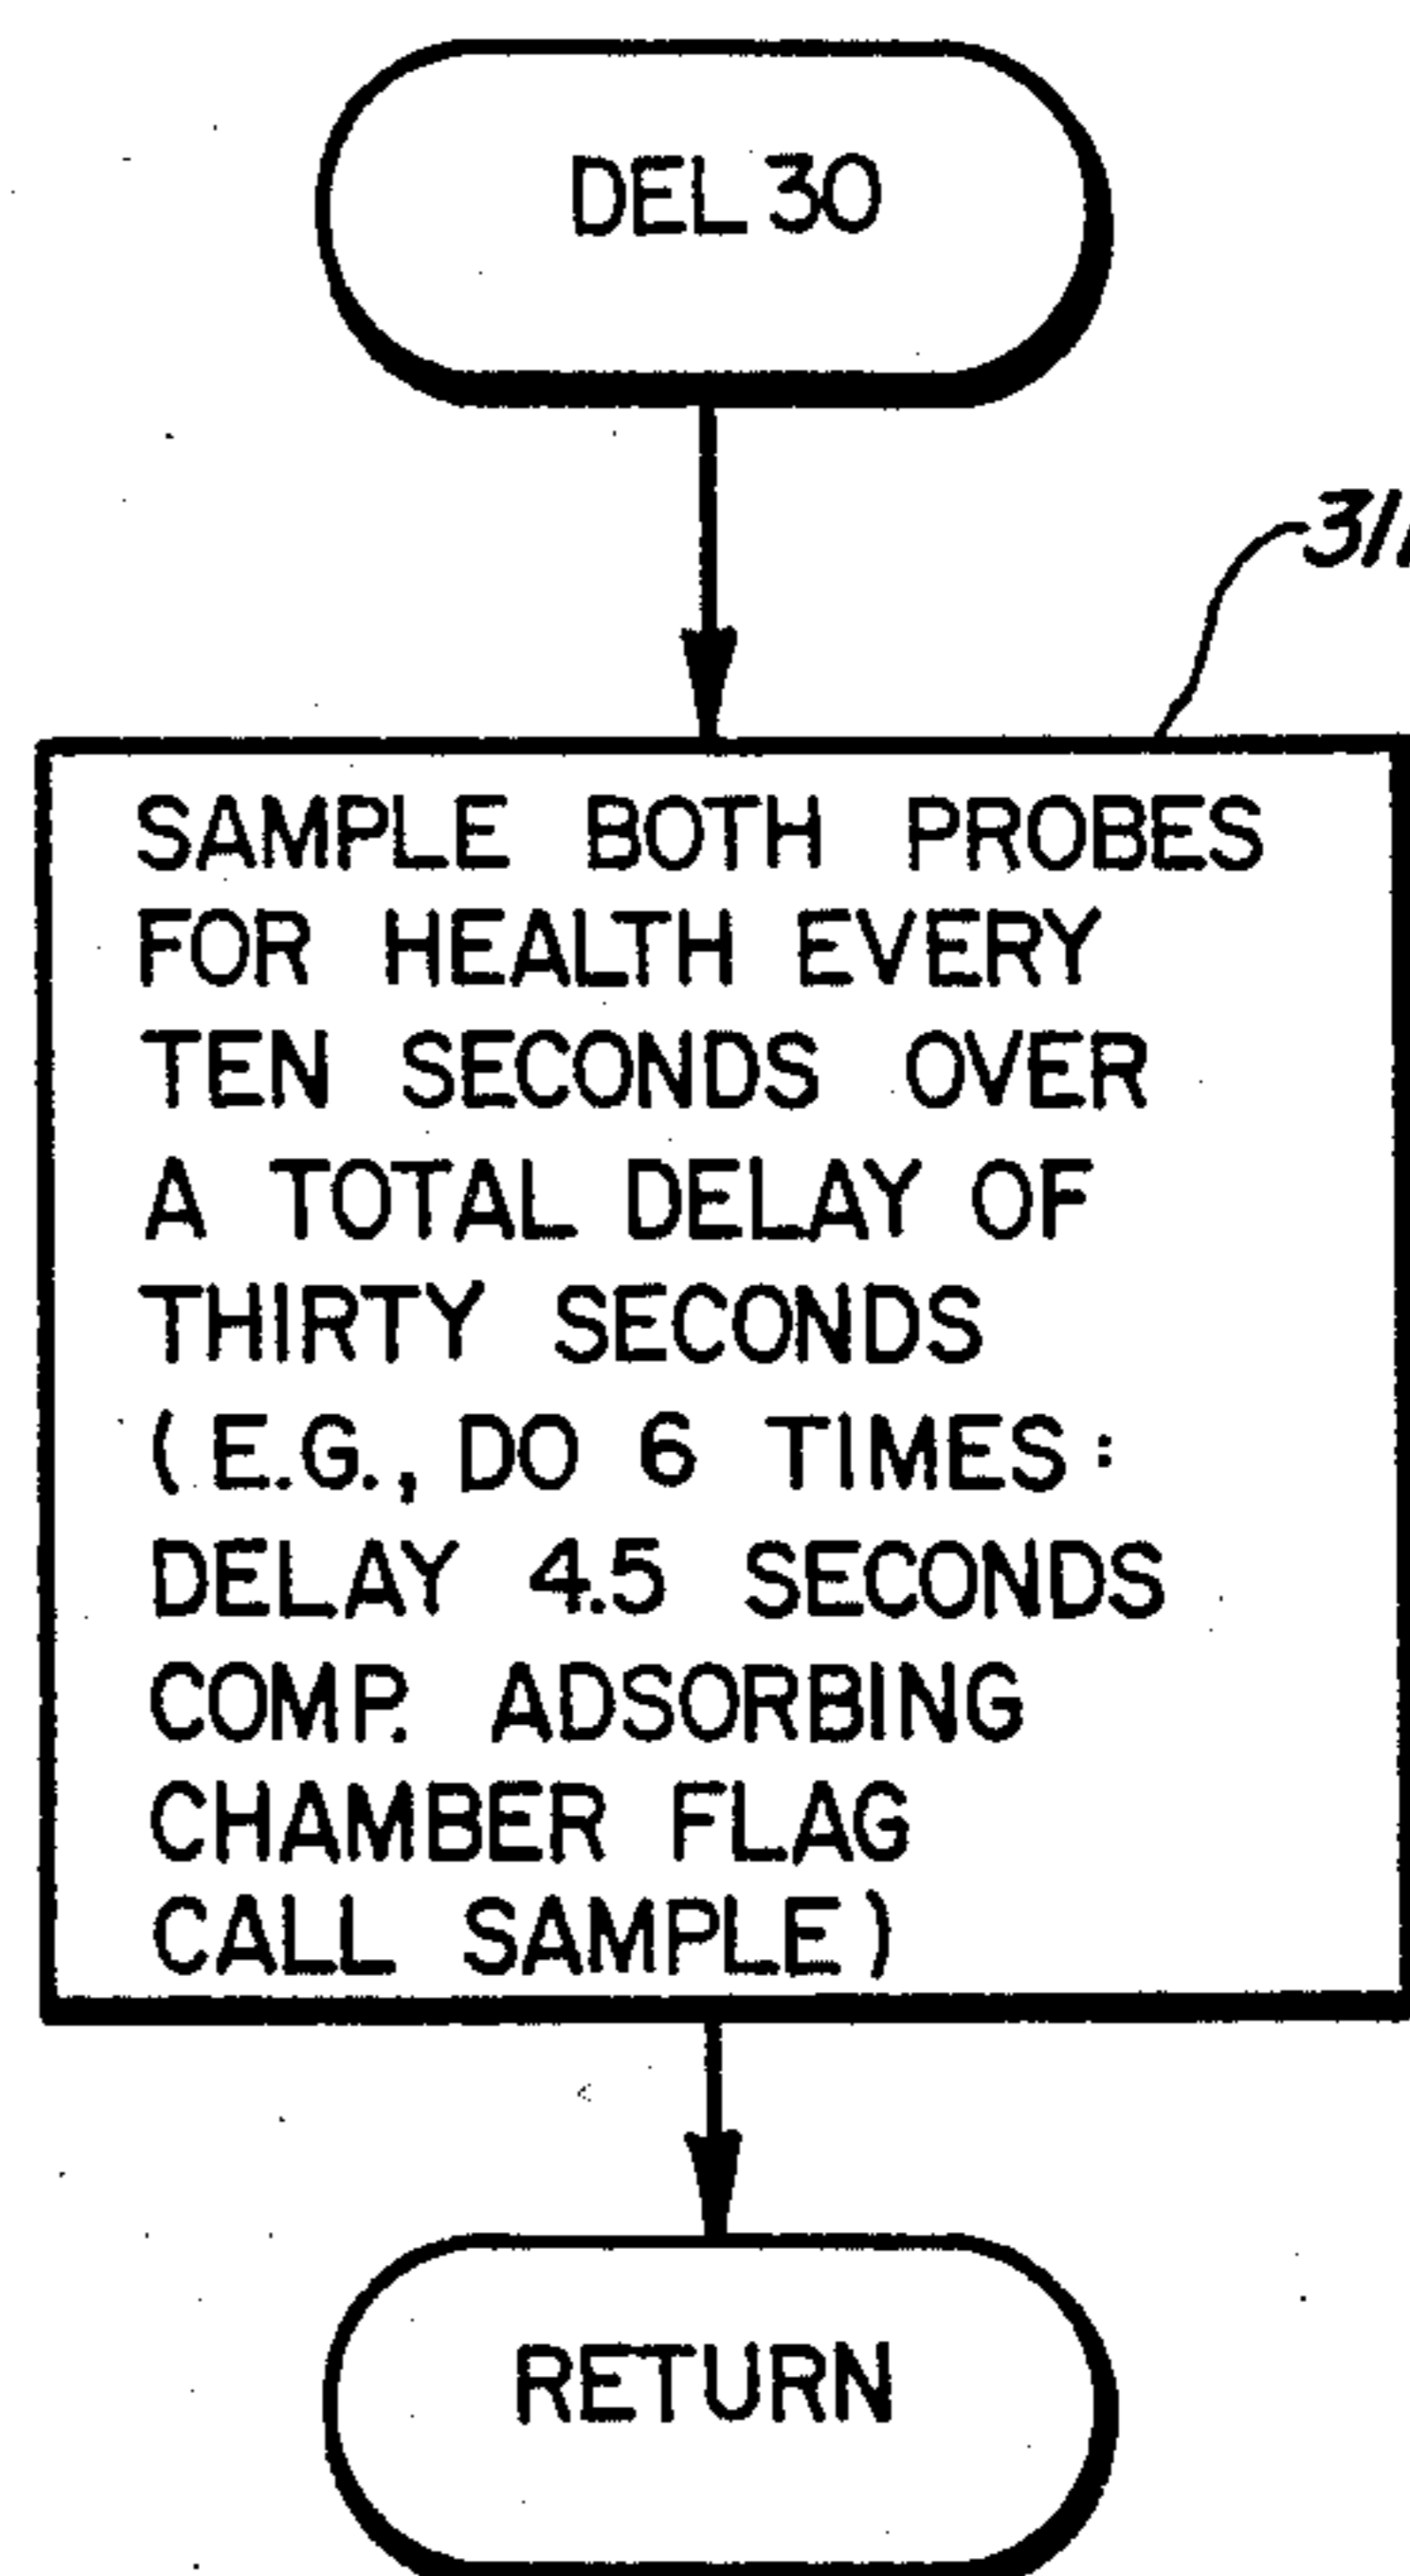 DEL 30
311
SAMPLE BOTH PROBES
FOR HEALTH EVERY
TEN SECONDS OVER
A TOTAL DELAY OF
THIRTY SECONDS
(E.G., DO 6 TIMES:
DELAY 4.5 SECONDS
COMP. ADSORBING
CHAMBER FLAG
CALL SAMPLE)
RETURN